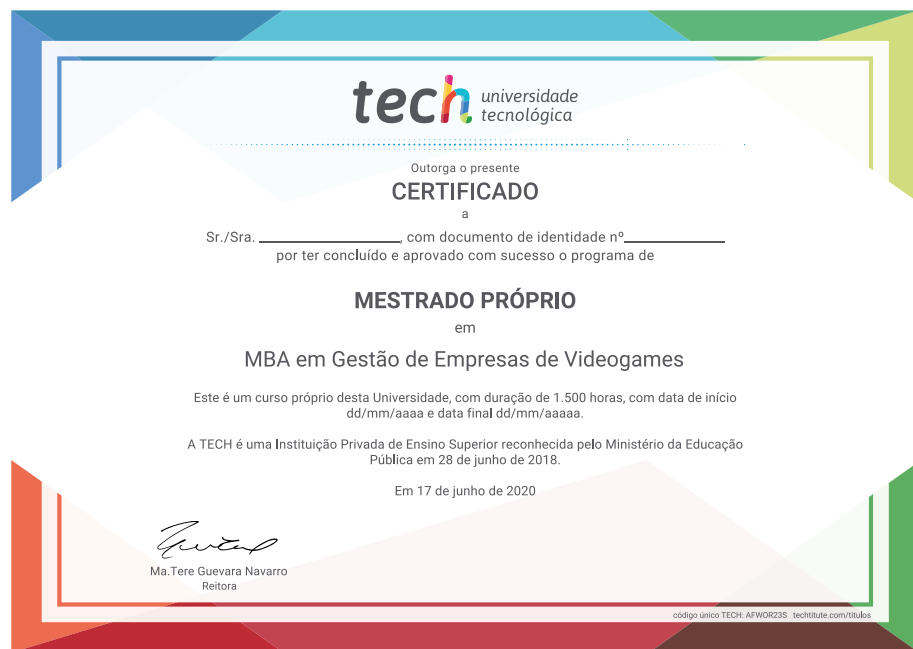 tech universidade
tecnológica
Outorga o presente
CERTIFICADO
a
Sr./Sra. , com documento de identidade nº
por ter concluído e aprovado com sucesso o programa de
MESTRADO PRÓPRIO
em
MBA em Gestão de Empresas de Videogames
Este é um curso próprio desta Universidade, com duração de 1.500 horas, com data de início
dd/mm/aaaa e data final dd/mm/aaaaa.
A TECH é uma Instituição Privada de Ensino Superior reconhecida pelo Ministério da Educação
Pública em 28 de junho de 2018.
Em 17 de junho de 2020
Ma.Tere Guevara Navarro
Reitora
código único TECH: AFWOR23S techtitute.com/titulos